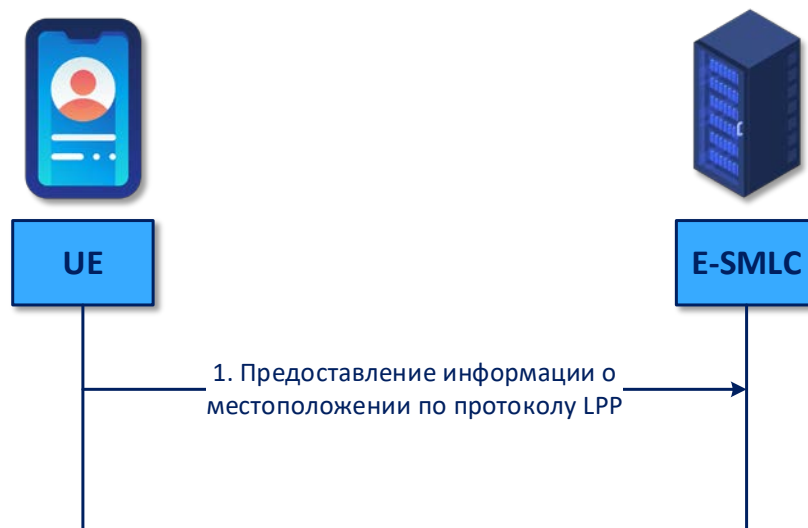 UE
E-SMLC
1. Предоставление информации о
местоположении по протоколу LPP